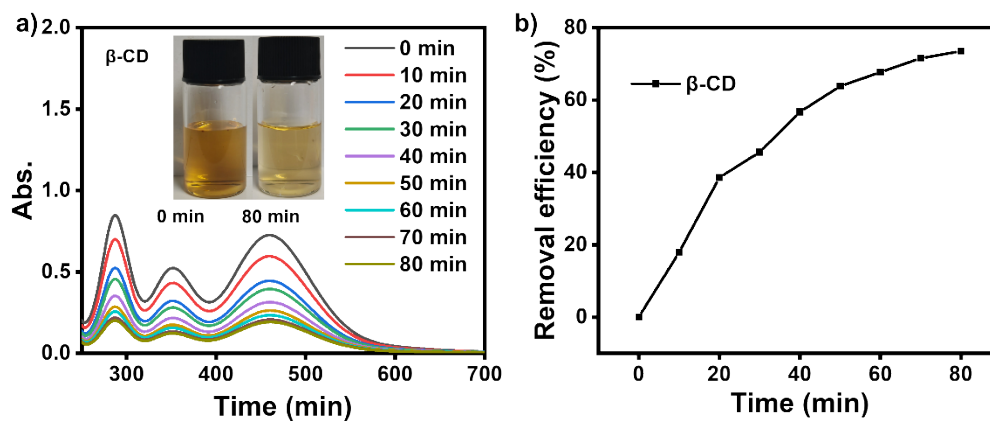 a)
β-CD
0 min
10 min
20 min
30 min
40 min
50 min
60 min
70 min
80 min
0 min 80 min
2.0
1.5
1.0
0.5
0.0
300 400 500 600 700
Abs.
Time (min)
b)
β-CD
80
60
40
20
0
0 20 40 60 80
Removal efficiency (%)
Time (min)